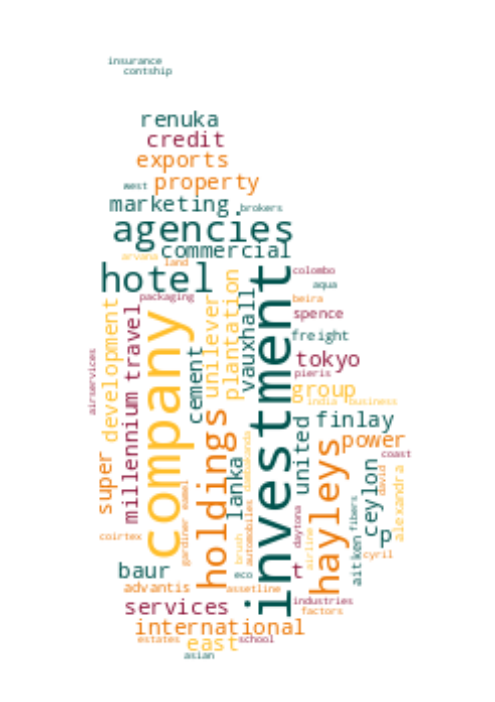 insurance
contship
renuka
credit
exports
west property
marketing. brokers
agencies
commercial
arvana
land
hotel
colombo
aqua
packaging
beira
spence
freight
tokyo
pieris
group
india business
finlay
power
coast
investment
company
holdings
hayleys
unilever
plantation
vauxhall
cement
development
travel
millennium
airservices
super
lanka
united
ceylon
david
alexandra
eamel
gardiner
brush
automobiles
daytona
airline
fibers
aitken
p
cyril
coirtex
baur
eco
t
advantis
assetline
services
industries
factors
international
estates
east
school
asian